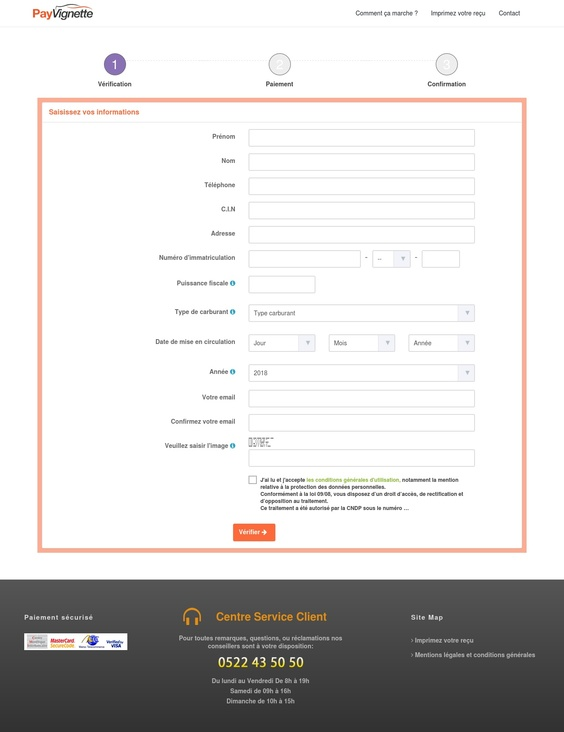 PayVignette
Comment ça marche ? Imprimez votre reçu Contact
1 2 3
Vérification Paiement Confirmation
Saisissez vos informations
Prénom
Nom
Téléphone
C.I.N
Adresse
Numéro d'immatriculation - -- -
Puissance fiscale
Type de carburant Type carburant
Date de mise en circulation Jour Mois Année
Année 2018
Votre email
Confirmez votre email
Veuillez saisir l'image
J'ai lu et j'accepte les conditions générales d'utilisation, notamment la mention
relative à la protection des données personnelles.
Conformément à la loi 09/08, vous disposez d'un droit d'accès, de rectification et
d'opposition au traitement.
Ce traitement a été autorisé par la CNDP sous le numéro ...
Vérifier
Paiement sécurisé
MasterCard.
SecureCode.
Verified by
VISA
Centre Service Client
Pour toutes remarques, questions, ou réclamations nos
conseillers sont à votre disposition:
0522 43 50 50
Du lundi au Vendredi De 8h à 19h
Samedi de 09h à 16h
Dimanche de 10h à 15h
Site Map
› Imprimez votre reçu
› Mentions légales et conditions générales